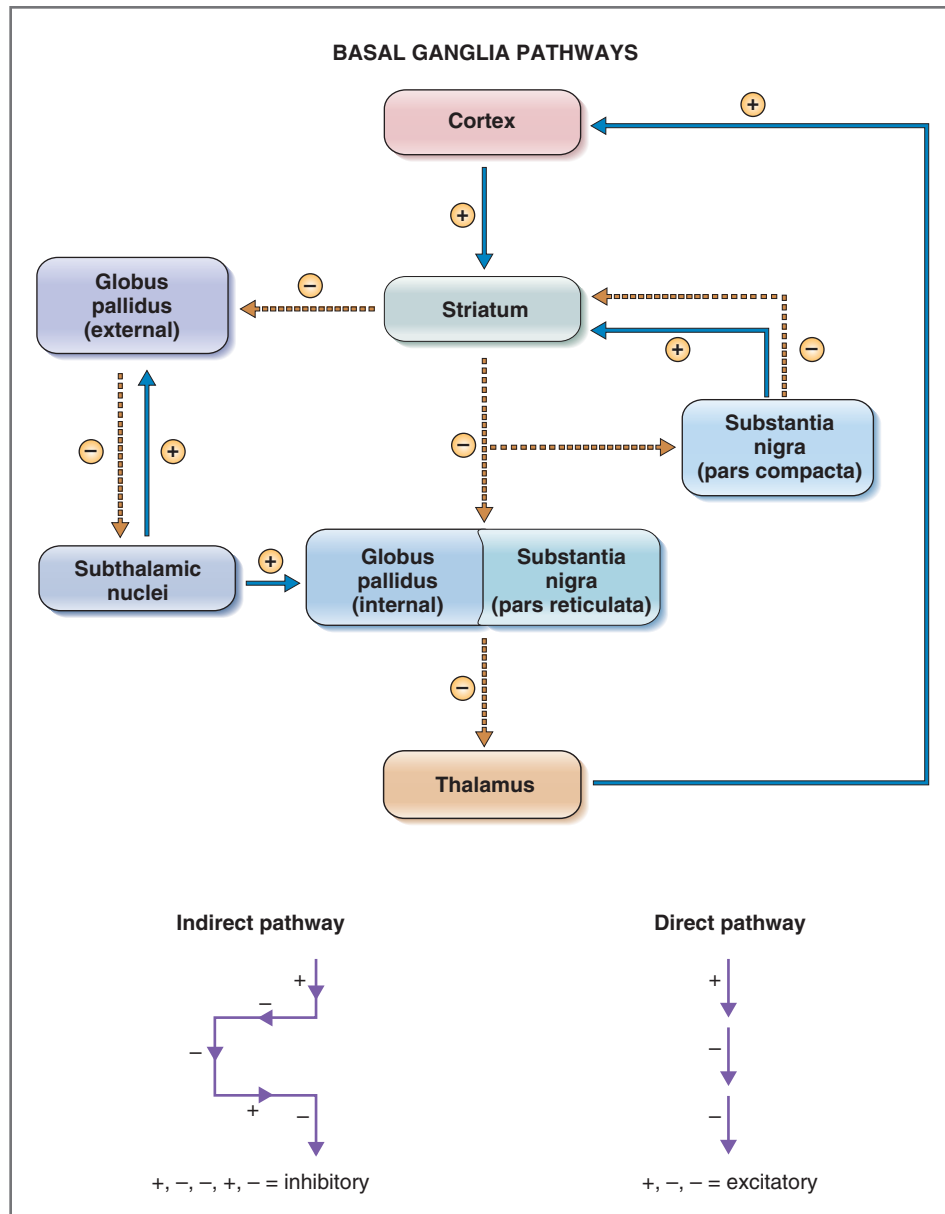 BASAL GANGLIA PATHWAYS
Cortex
+
+
Globus
pallidus
(external)
–
Striatum
+
–
–
+
–
Substantia
nigra
(pars compacta)
Subthalamic
nuclei
+
Globus
pallidus
(internal)
Substantia
nigra
(pars reticulata)
–
Thalamus
Indirect pathway
+
–
–
+
–
+, –, –, +, – = inhibitory
Direct pathway
+
–
–
+, –, – = excitatory